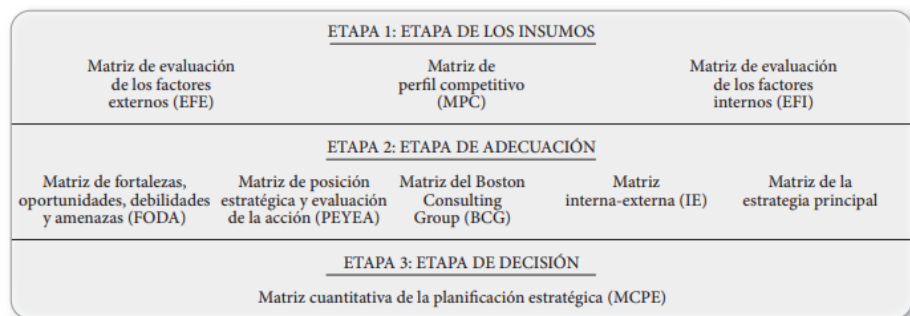 ETAPA 1: ETAPA DE LOS INSUMOS
Matriz de evaluación
de los factores
externos (EFE)
Matriz de
perfil competitivo
(MPC)
Matriz de evaluación
de los factores
internos (EFI)
ETAPA 2: ETAPA DE ADECUACIÓN
Matriz de fortalezas,
oportunidades, debilidades
y amenazas (FODA)
Matriz de posición
estratégica y evaluación
de la acción (PEYEA)
Matriz del Boston
Consulting
Group (BCG)
Matriz
interna-externa (IE)
Matriz de la
estrategia principal
ETAPA 3: ETAPA DE DECISIÓN
Matriz cuantitativa de la planificación estratégica (MCPE)